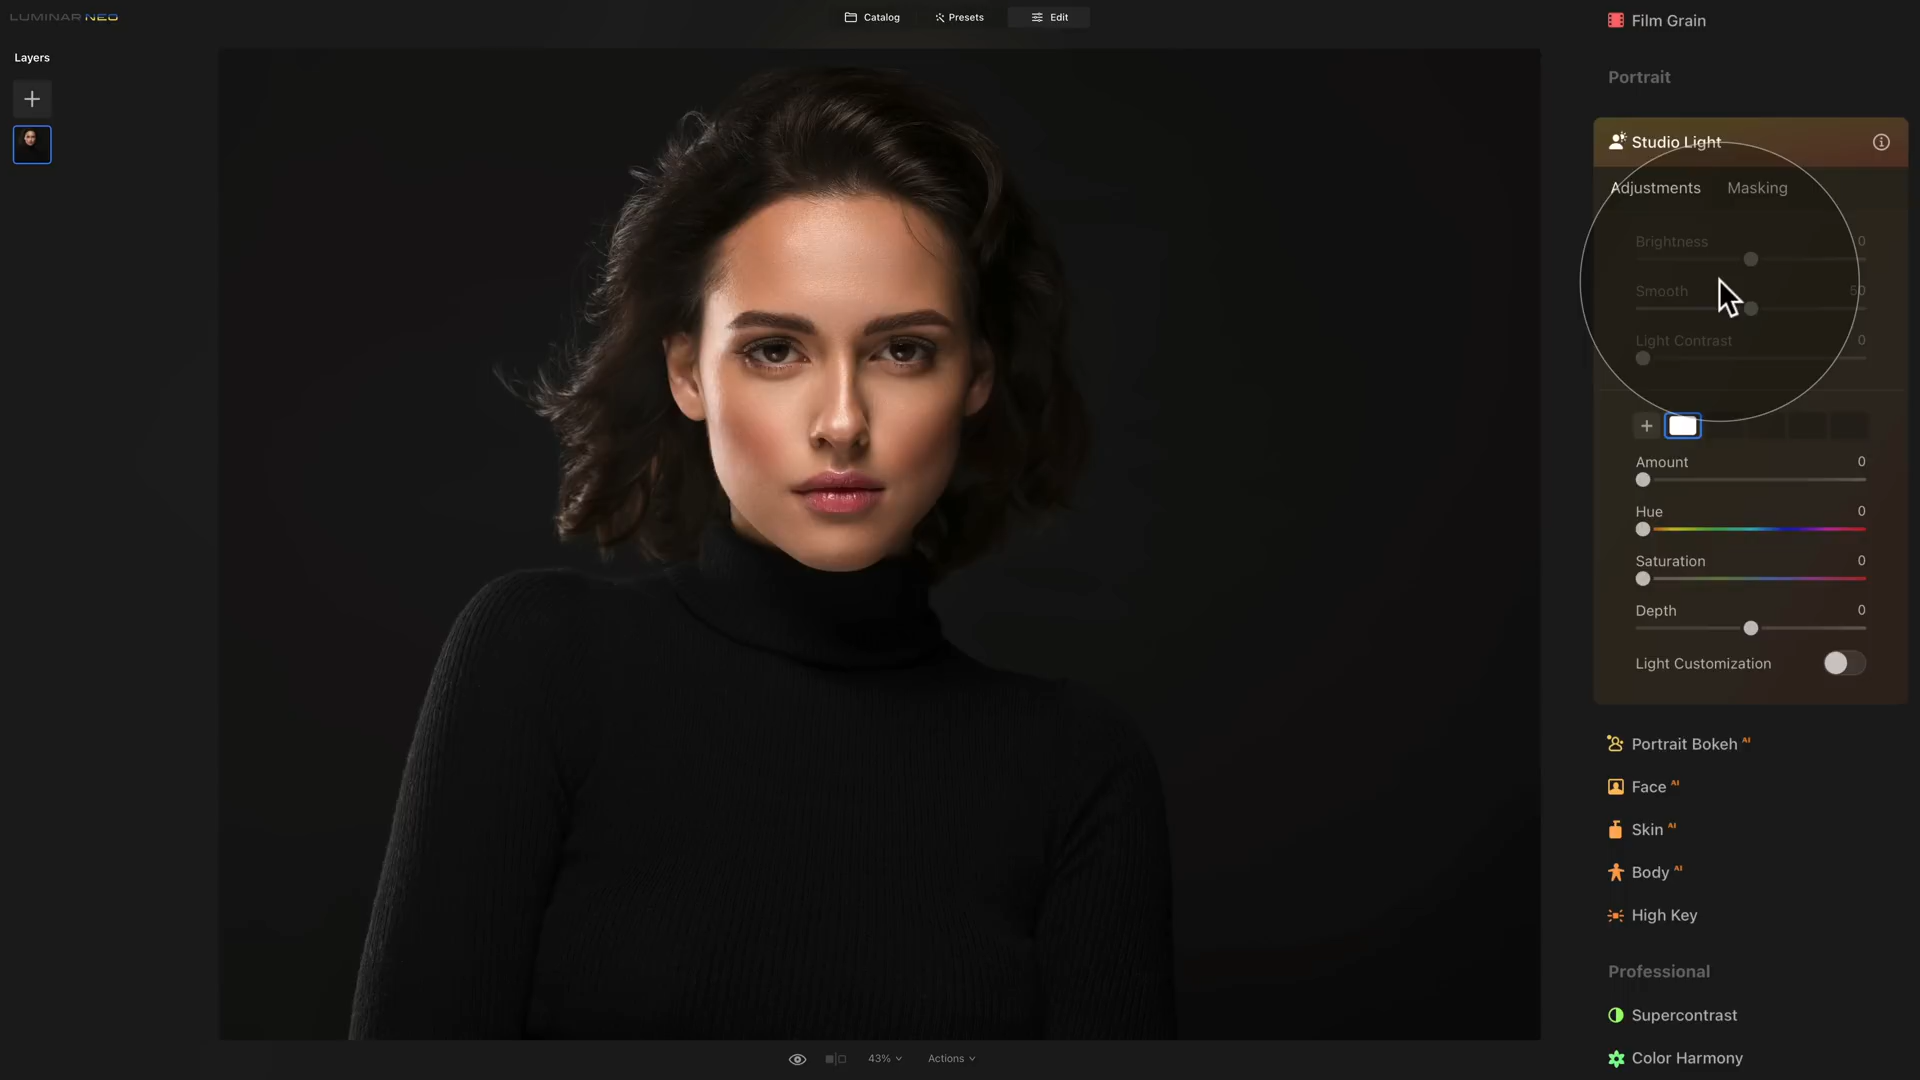 LUMINAR NEO
Catalog
Presets
Edit
Layers
Film Grain
Portrait
Studio Light
Adjustments
Masking
Brightness 0
Smooth 50
Light Contrast 0
Amount 0
Hue 0
Saturation 0
Depth 0
Light Customization
Portrait Bokeh AI
Face AI
Skin AI
Body AI
High Key
Professional
Supercontrast
Color Harmony
43%
Actions